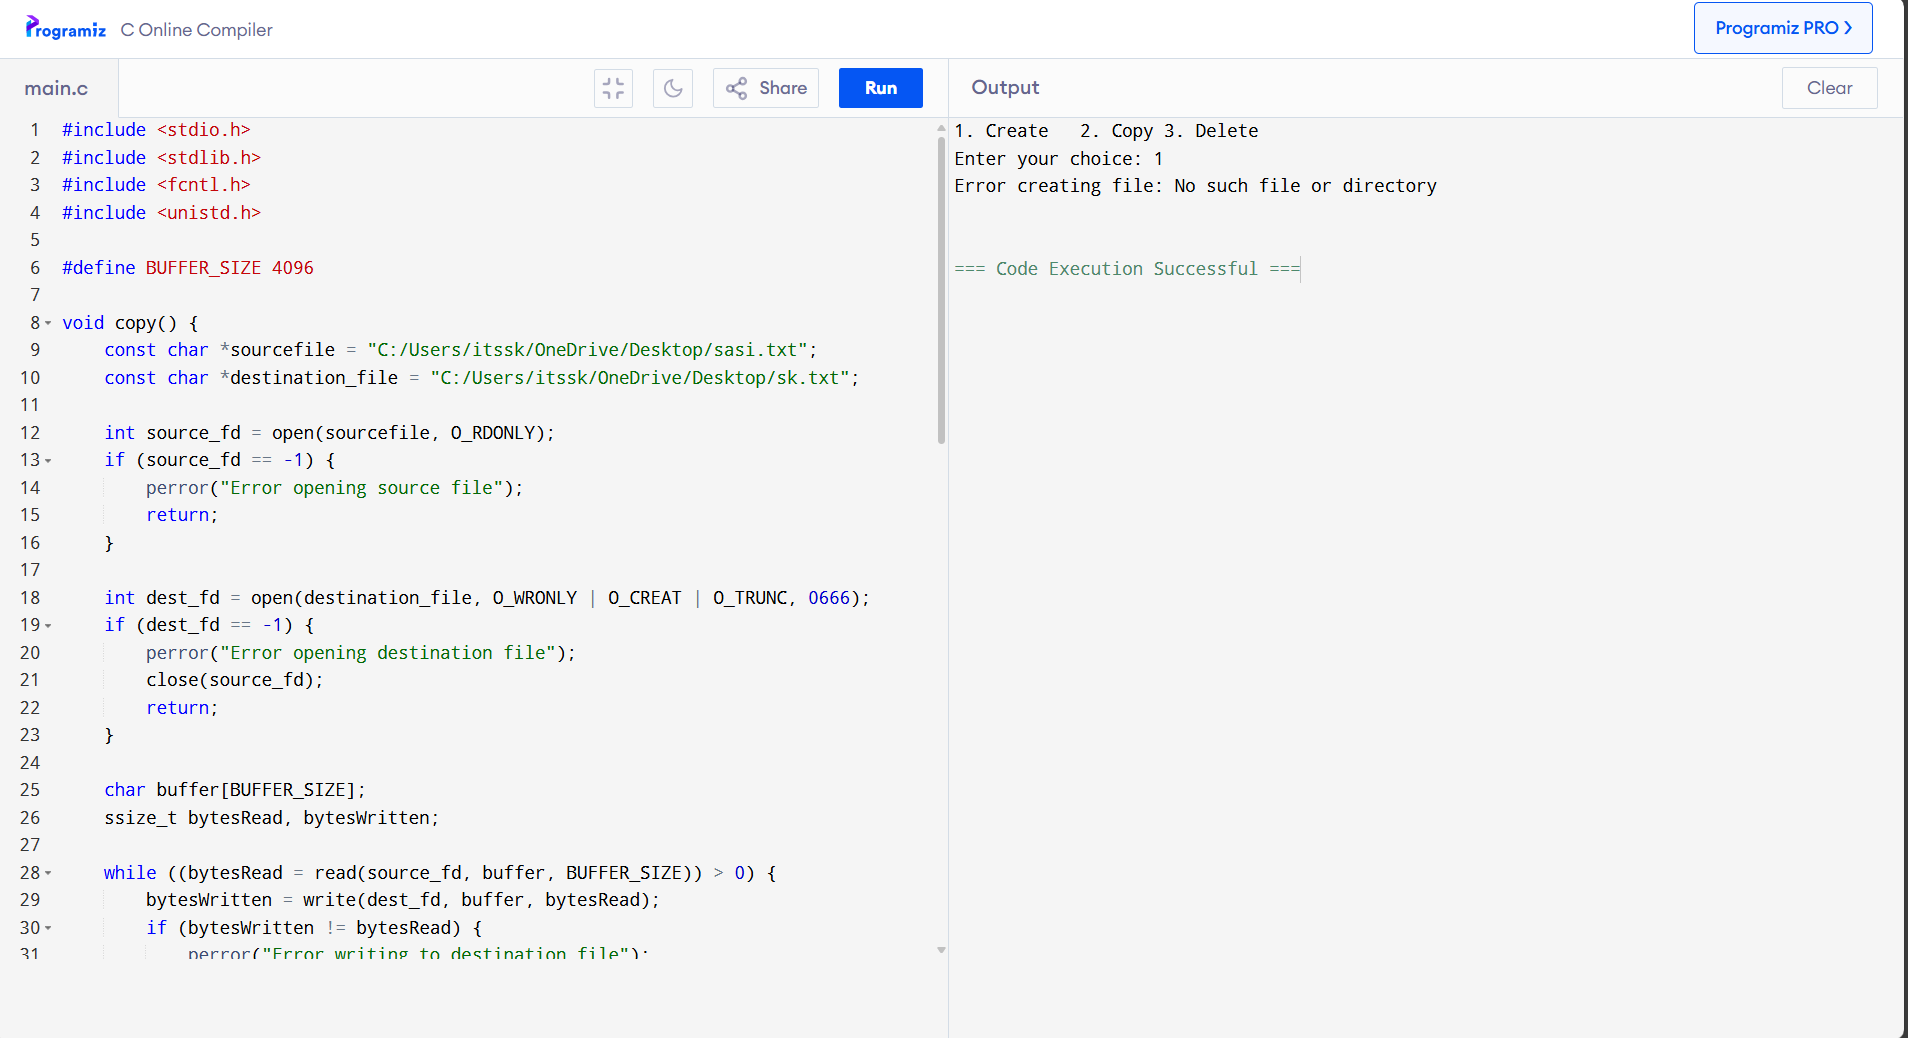 Programiz C Online Compiler Programiz PRO
main.c Share Run Output Clear
1 #include <stdio.h>
2 #include <stdlib.h>
3 #include <fcntl.h>
4 #include <unistd.h>
5
6 #define BUFFER_SIZE 4096
7
8 void copy() {
9     const char *sourcefile = "C:/Users/itssk/OneDrive/Desktop/sasi.txt";
10     const char *destination_file = "C:/Users/itssk/OneDrive/Desktop/sk.txt";
11
12     int source_fd = open(sourcefile, O_RDONLY);
13     if (source_fd == -1) {
14         perror("Error opening source file");
15         return;
16     }
17
18     int dest_fd = open(destination_file, O_WRONLY | O_CREAT | O_TRUNC, 0666);
19     if (dest_fd == -1) {
20         perror("Error opening destination file");
21         close(source_fd);
22         return;
23     }
24
25     char buffer[BUFFER_SIZE];
26     ssize_t bytesRead, bytesWritten;
27
28     while ((bytesRead = read(source_fd, buffer, BUFFER_SIZE)) > 0) {
29         bytesWritten = write(dest_fd, buffer, bytesRead);
30         if (bytesWritten != bytesRead) {
31             perror("Error writing to destination file");
1. Create   2. Copy 3. Delete
Enter your choice: 1
Error creating file: No such file or directory
=== Code Execution Successful ===